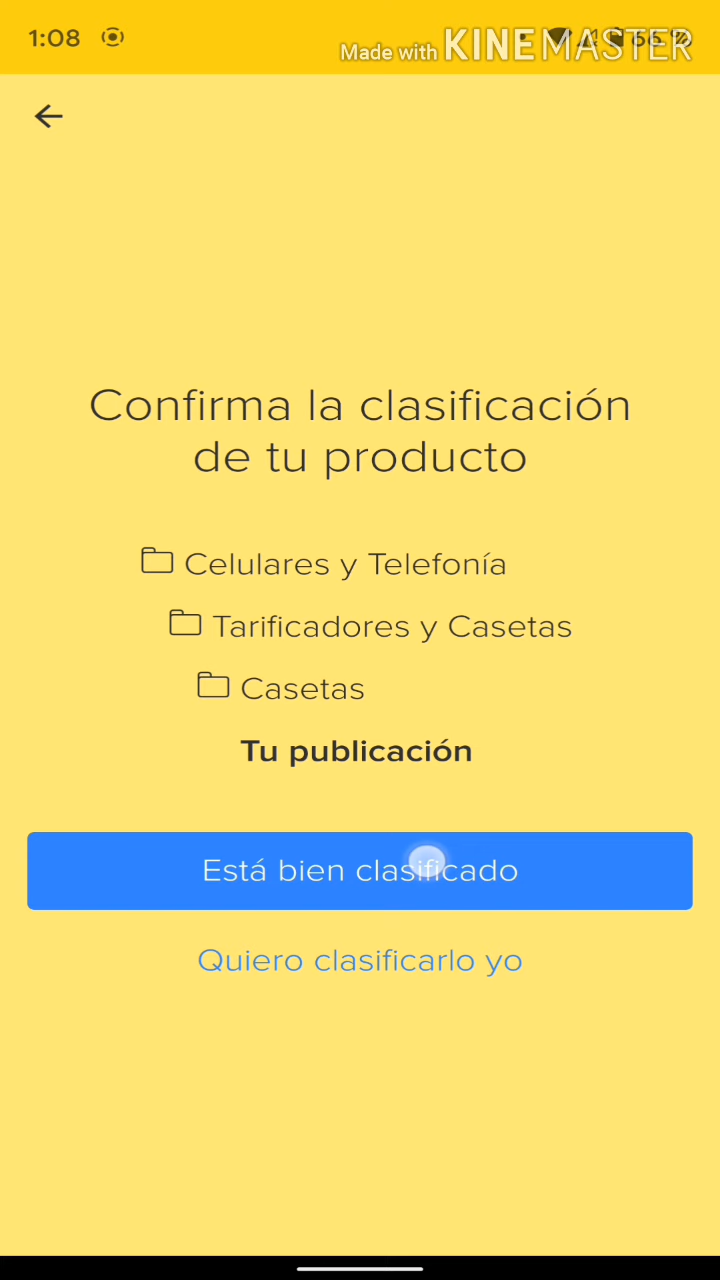 1:08
Made with KINEMASTER
66 %
Confirma la clasificación
de tu producto
Celulares y Telefonía
Tarificadores y Casetas
Casetas
Tu publicación
Está bien clasificado
Quiero clasificarlo yo